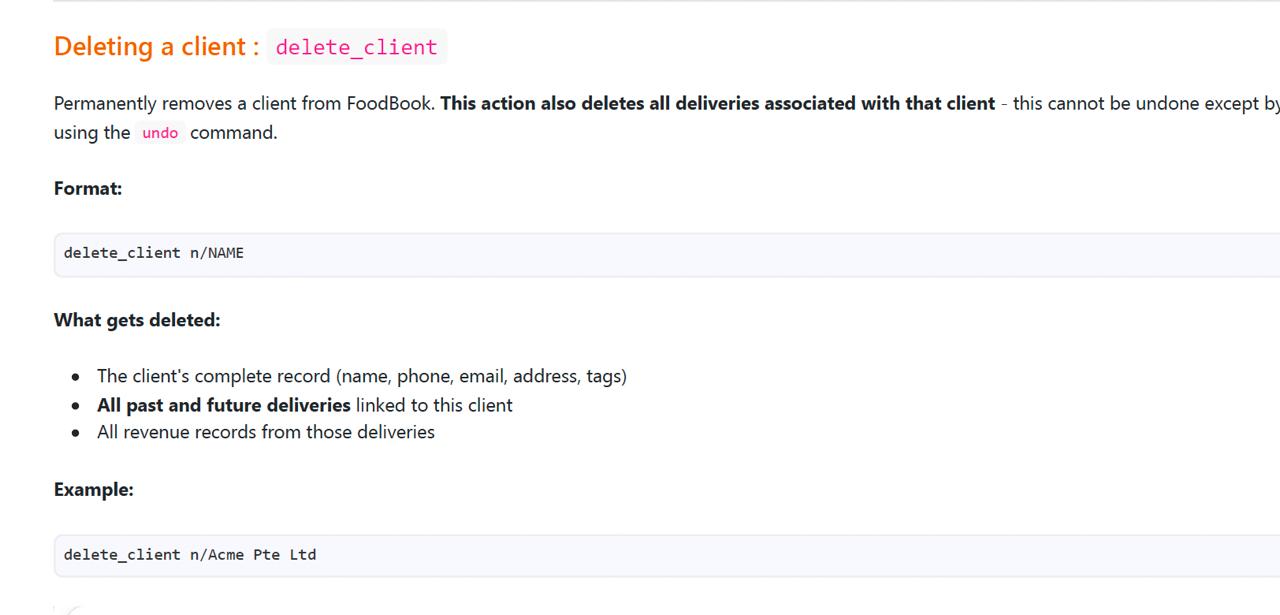 Deleting a client : delete_client
Permanently removes a client from FoodBook. This action also deletes all deliveries associated with that client - this cannot be undone except by
using the undo command.
Format:
delete_client n/NAME
What gets deleted:
The client's complete record (name, phone, email, address, tags)
All past and future deliveries linked to this client
All revenue records from those deliveries
Example:
delete_client n/Acme Pte Ltd